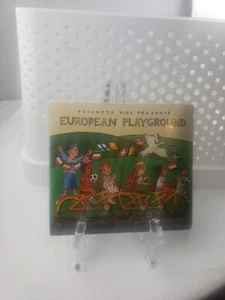 PUTUMAYO KIDS PRESENTS
EUROPEAN PLAYGROUND